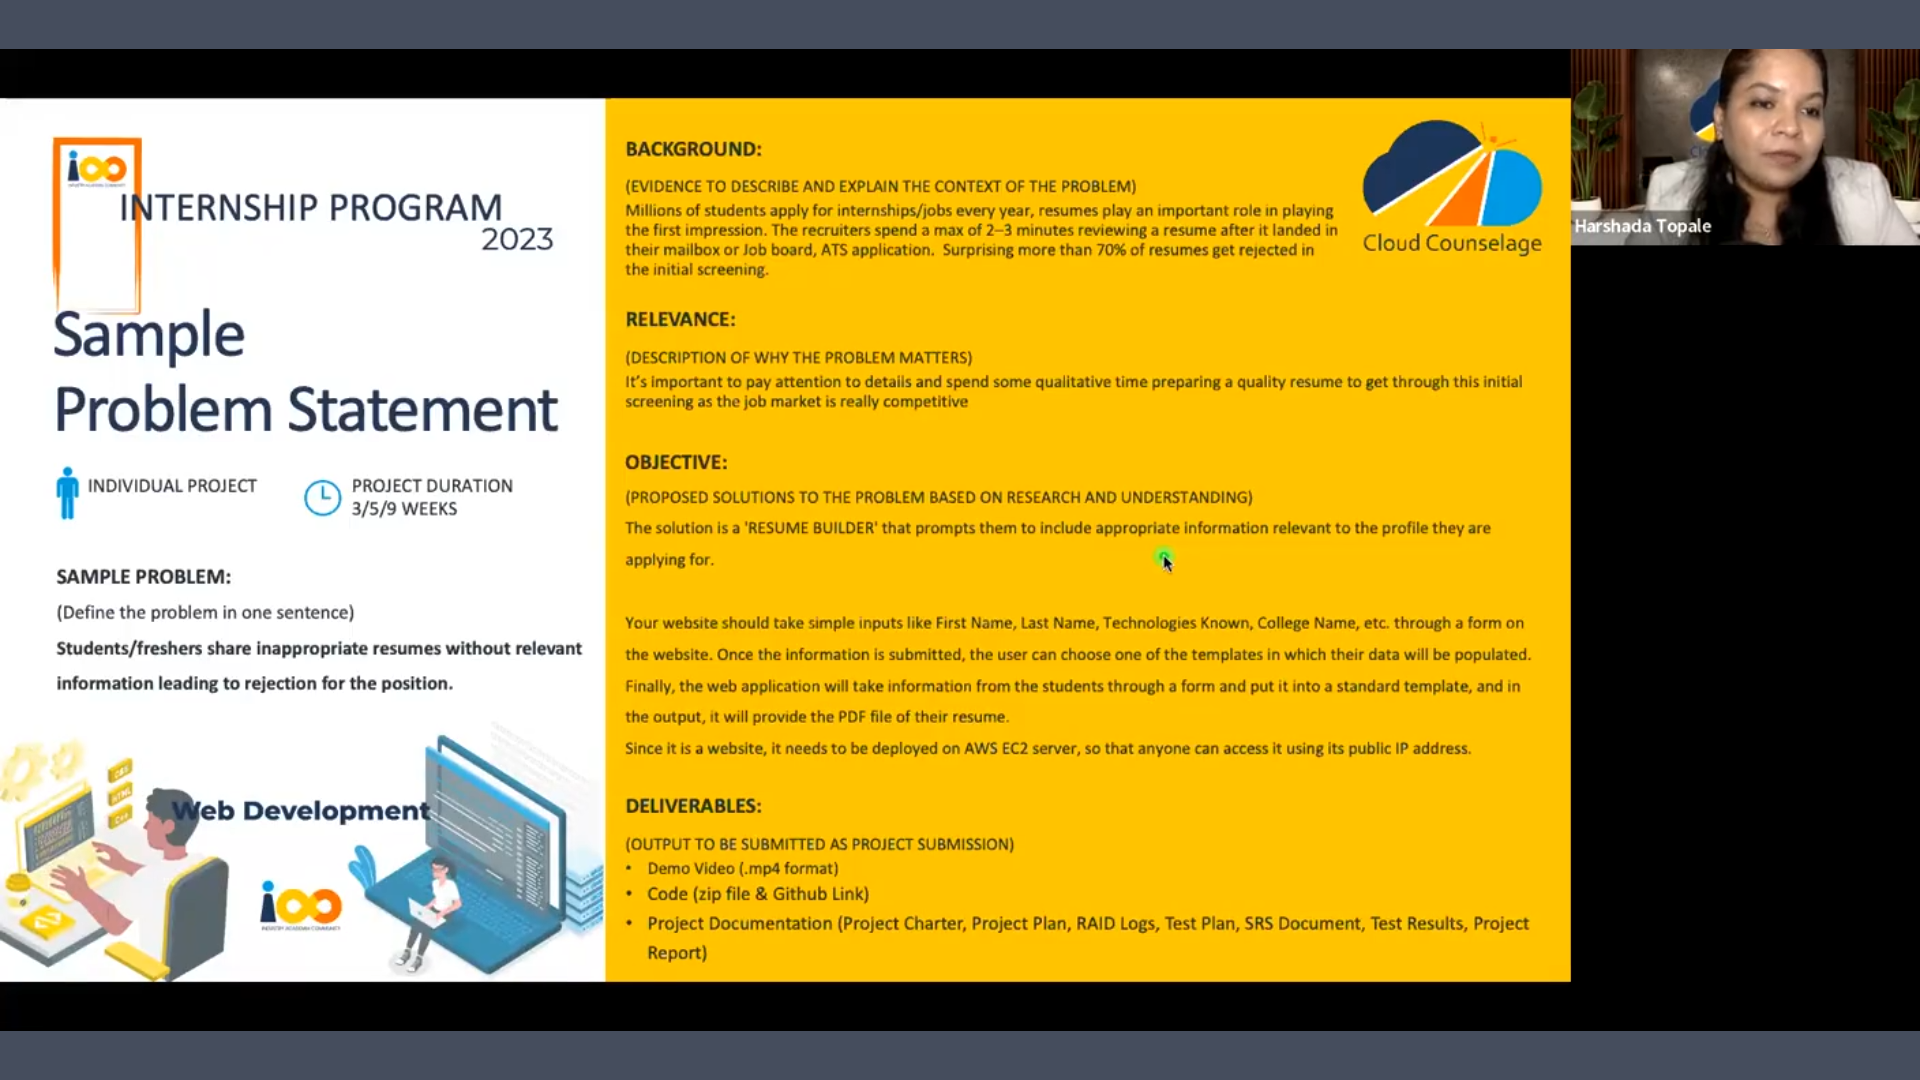 INTERNSHIP PROGRAM
2023
Sample
Problem Statement
INDIVIDUAL PROJECT
PROJECT DURATION
3/5/9 WEEKS
SAMPLE PROBLEM:
(Define the problem in one sentence)
Students/freshers share inappropriate resumes without relevant
information leading to rejection for the position.
Web Development
BACKGROUND:
(EVIDENCE TO DESCRIBE AND EXPLAIN THE CONTEXT OF THE PROBLEM)
Millions of students apply for internships/jobs every year, resumes play an important role in playing
the first impression. The recruiters spend a max of 2–3 minutes reviewing a resume after it landed in
their mailbox or Job board, ATS application.  Surprising more than 70% of resumes get rejected in
the initial screening.
RELEVANCE:
(DESCRIPTION OF WHY THE PROBLEM MATTERS)
It's important to pay attention to details and spend some qualitative time preparing a quality resume to get through this initial
screening as the job market is really competitive
OBJECTIVE:
(PROPOSED SOLUTIONS TO THE PROBLEM BASED ON RESEARCH AND UNDERSTANDING)
The solution is a 'RESUME BUILDER' that prompts them to include appropriate information relevant to the profile they are
applying for.
Your website should take simple inputs like First Name, Last Name, Technologies Known, College Name, etc. through a form on
the website. Once the information is submitted, the user can choose one of the templates in which their data will be populated.
Finally, the web application will take information from the students through a form and put it into a standard template, and in
the output, it will provide the PDF file of their resume.
Since it is a website, it needs to be deployed on AWS EC2 server, so that anyone can access it using its public IP address.
DELIVERABLES:
(OUTPUT TO BE SUBMITTED AS PROJECT SUBMISSION)
• Demo Video (.mp4 format)
• Code (zip file & Github Link)
• Project Documentation (Project Charter, Project Plan, RAID Logs, Test Plan, SRS Document, Test Results, Project
Report)
Cloud Counselage
Harshada Topale